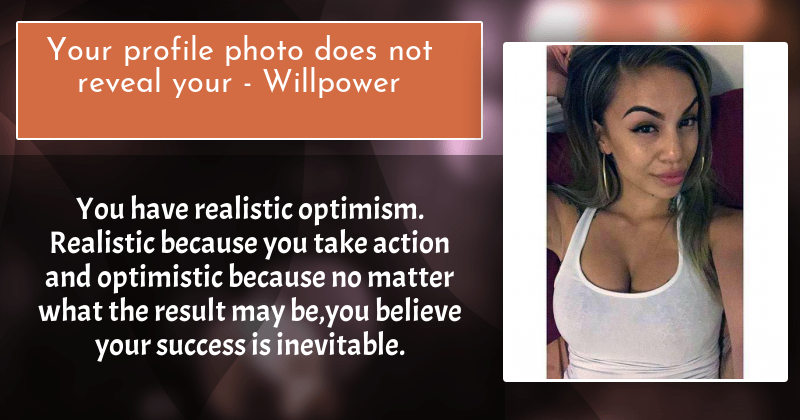 Your profile photo does not
reveal your - Willpower
You have realistic optimism.
Realistic because you take action
and optimistic because no matter
what the result may be,you believe
your success is inevitable.